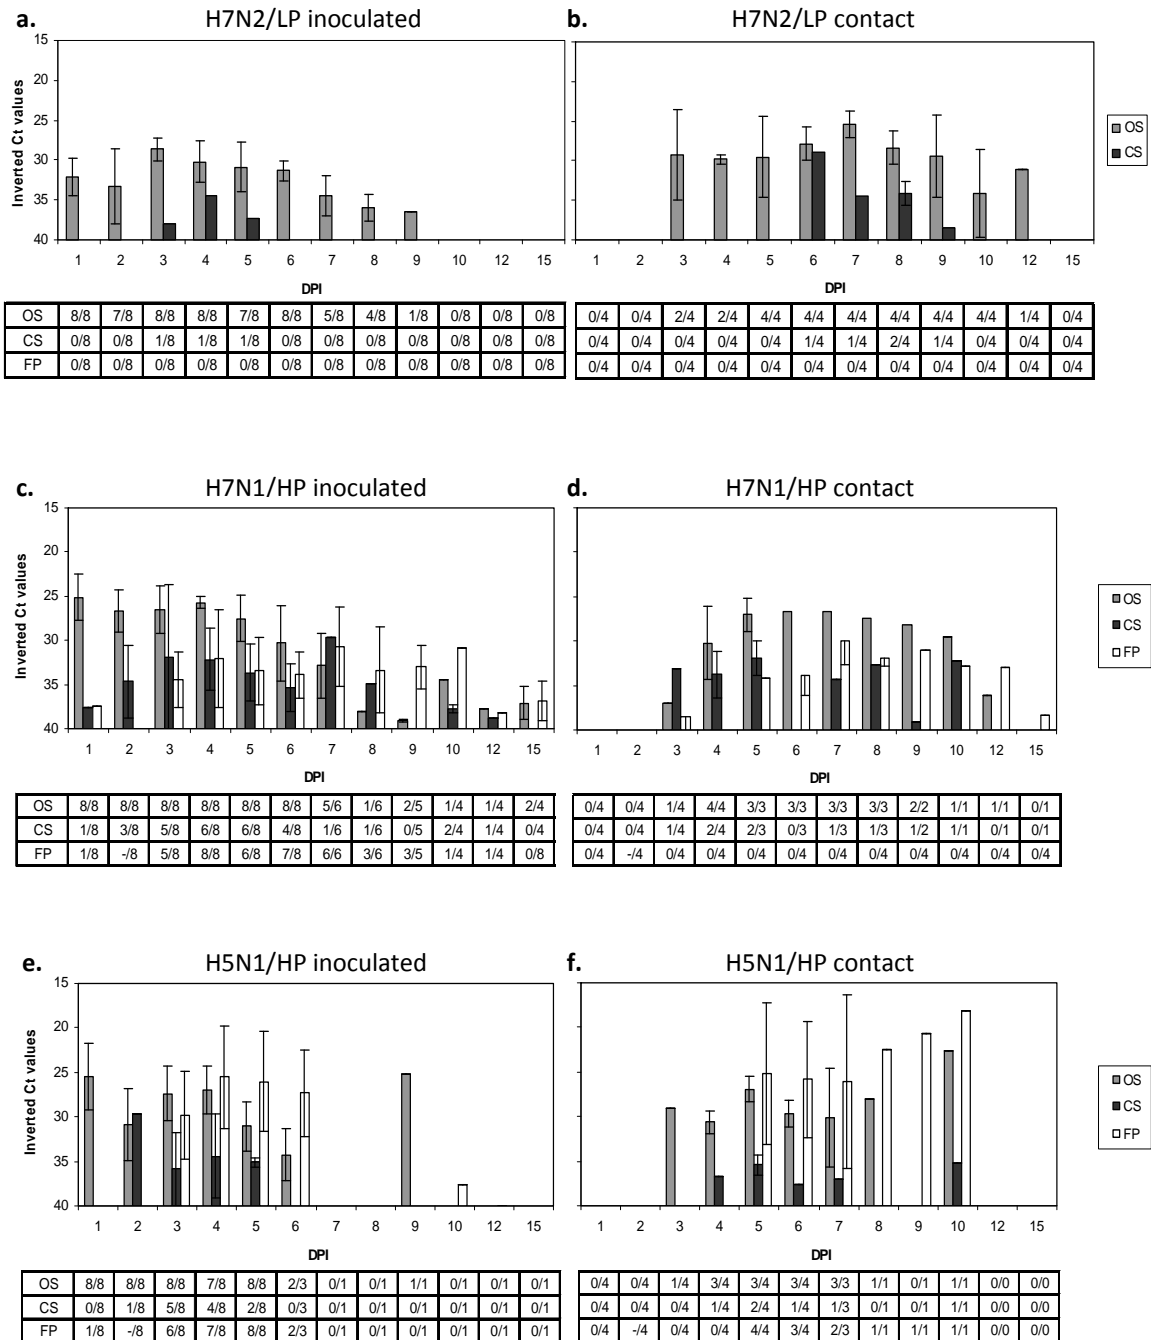 a. H7N2/LP inoculated
b. H7N2/LP contact
Inverted Ct values
15
20
25
30
35
40
1 2 3 4 5 6 7 8 9 10 12 15
1 2 3 4 5 6 7 8 9 10 12 15
DPI
OS
CS
OS 8/8 7/8 8/8 8/8 7/8 8/8 5/8 4/8 1/8 0/8 0/8 0/8
CS 0/8 0/8 1/8 1/8 1/8 0/8 0/8 0/8 0/8 0/8 0/8 0/8
FP 0/8 0/8 0/8 0/8 0/8 0/8 0/8 0/8 0/8 0/8 0/8 0/8
0/4 0/4 2/4 2/4 4/4 4/4 4/4 4/4 4/4 4/4 1/4 0/4
0/4 0/4 0/4 0/4 0/4 1/4 1/4 2/4 1/4 0/4 0/4 0/4
0/4 0/4 0/4 0/4 0/4 0/4 0/4 0/4 0/4 0/4 0/4 0/4
c. H7N1/HP inoculated
d. H7N1/HP contact
Inverted Ct values
15
20
25
30
35
40
1 2 3 4 5 6 7 8 9 10 12 15
1 2 3 4 5 6 7 8 9 10 12 15
DPI
OS
CS
FP
OS 8/8 8/8 8/8 8/8 8/8 8/8 5/6 1/6 2/5 1/4 1/4 2/4
CS 1/8 3/8 5/8 6/8 6/8 4/8 1/6 1/6 0/5 2/4 1/4 0/4
FP 1/8 -/8 5/8 8/8 6/8 7/8 6/6 3/6 3/5 1/4 1/4 0/8
0/4 0/4 1/4 4/4 3/3 3/3 3/3 3/3 2/2 1/1 1/1 0/1
0/4 0/4 1/4 2/4 2/3 0/3 1/3 1/3 1/2 1/1 0/1 0/1
0/4 -/4 0/4 0/4 0/4 0/4 0/4 0/4 0/4 0/4 0/4 0/4
e. H5N1/HP inoculated
f. H5N1/HP contact
Inverted Ct values
15
20
25
30
35
40
1 2 3 4 5 6 7 8 9 10 12 15
1 2 3 4 5 6 7 8 9 10 12 15
DPI
OS
CS
FP
OS 8/8 8/8 8/8 7/8 8/8 2/3 0/1 0/1 1/1 0/1 0/1 0/1
CS 0/8 1/8 5/8 4/8 2/8 0/3 0/1 0/1 0/1 0/1 0/1 0/1
FP 1/8 -/8 6/8 7/8 8/8 2/3 0/1 0/1 0/1 0/1 0/1 0/1
0/4 0/4 1/4 3/4 3/4 3/4 3/3 1/1 0/1 1/1 0/0 0/0
0/4 0/4 0/4 1/4 2/4 1/4 1/3 0/1 0/1 1/1 0/0 0/0
0/4 -/4 0/4 0/4 4/4 3/4 2/3 1/1 1/1 1/1 0/0 0/0